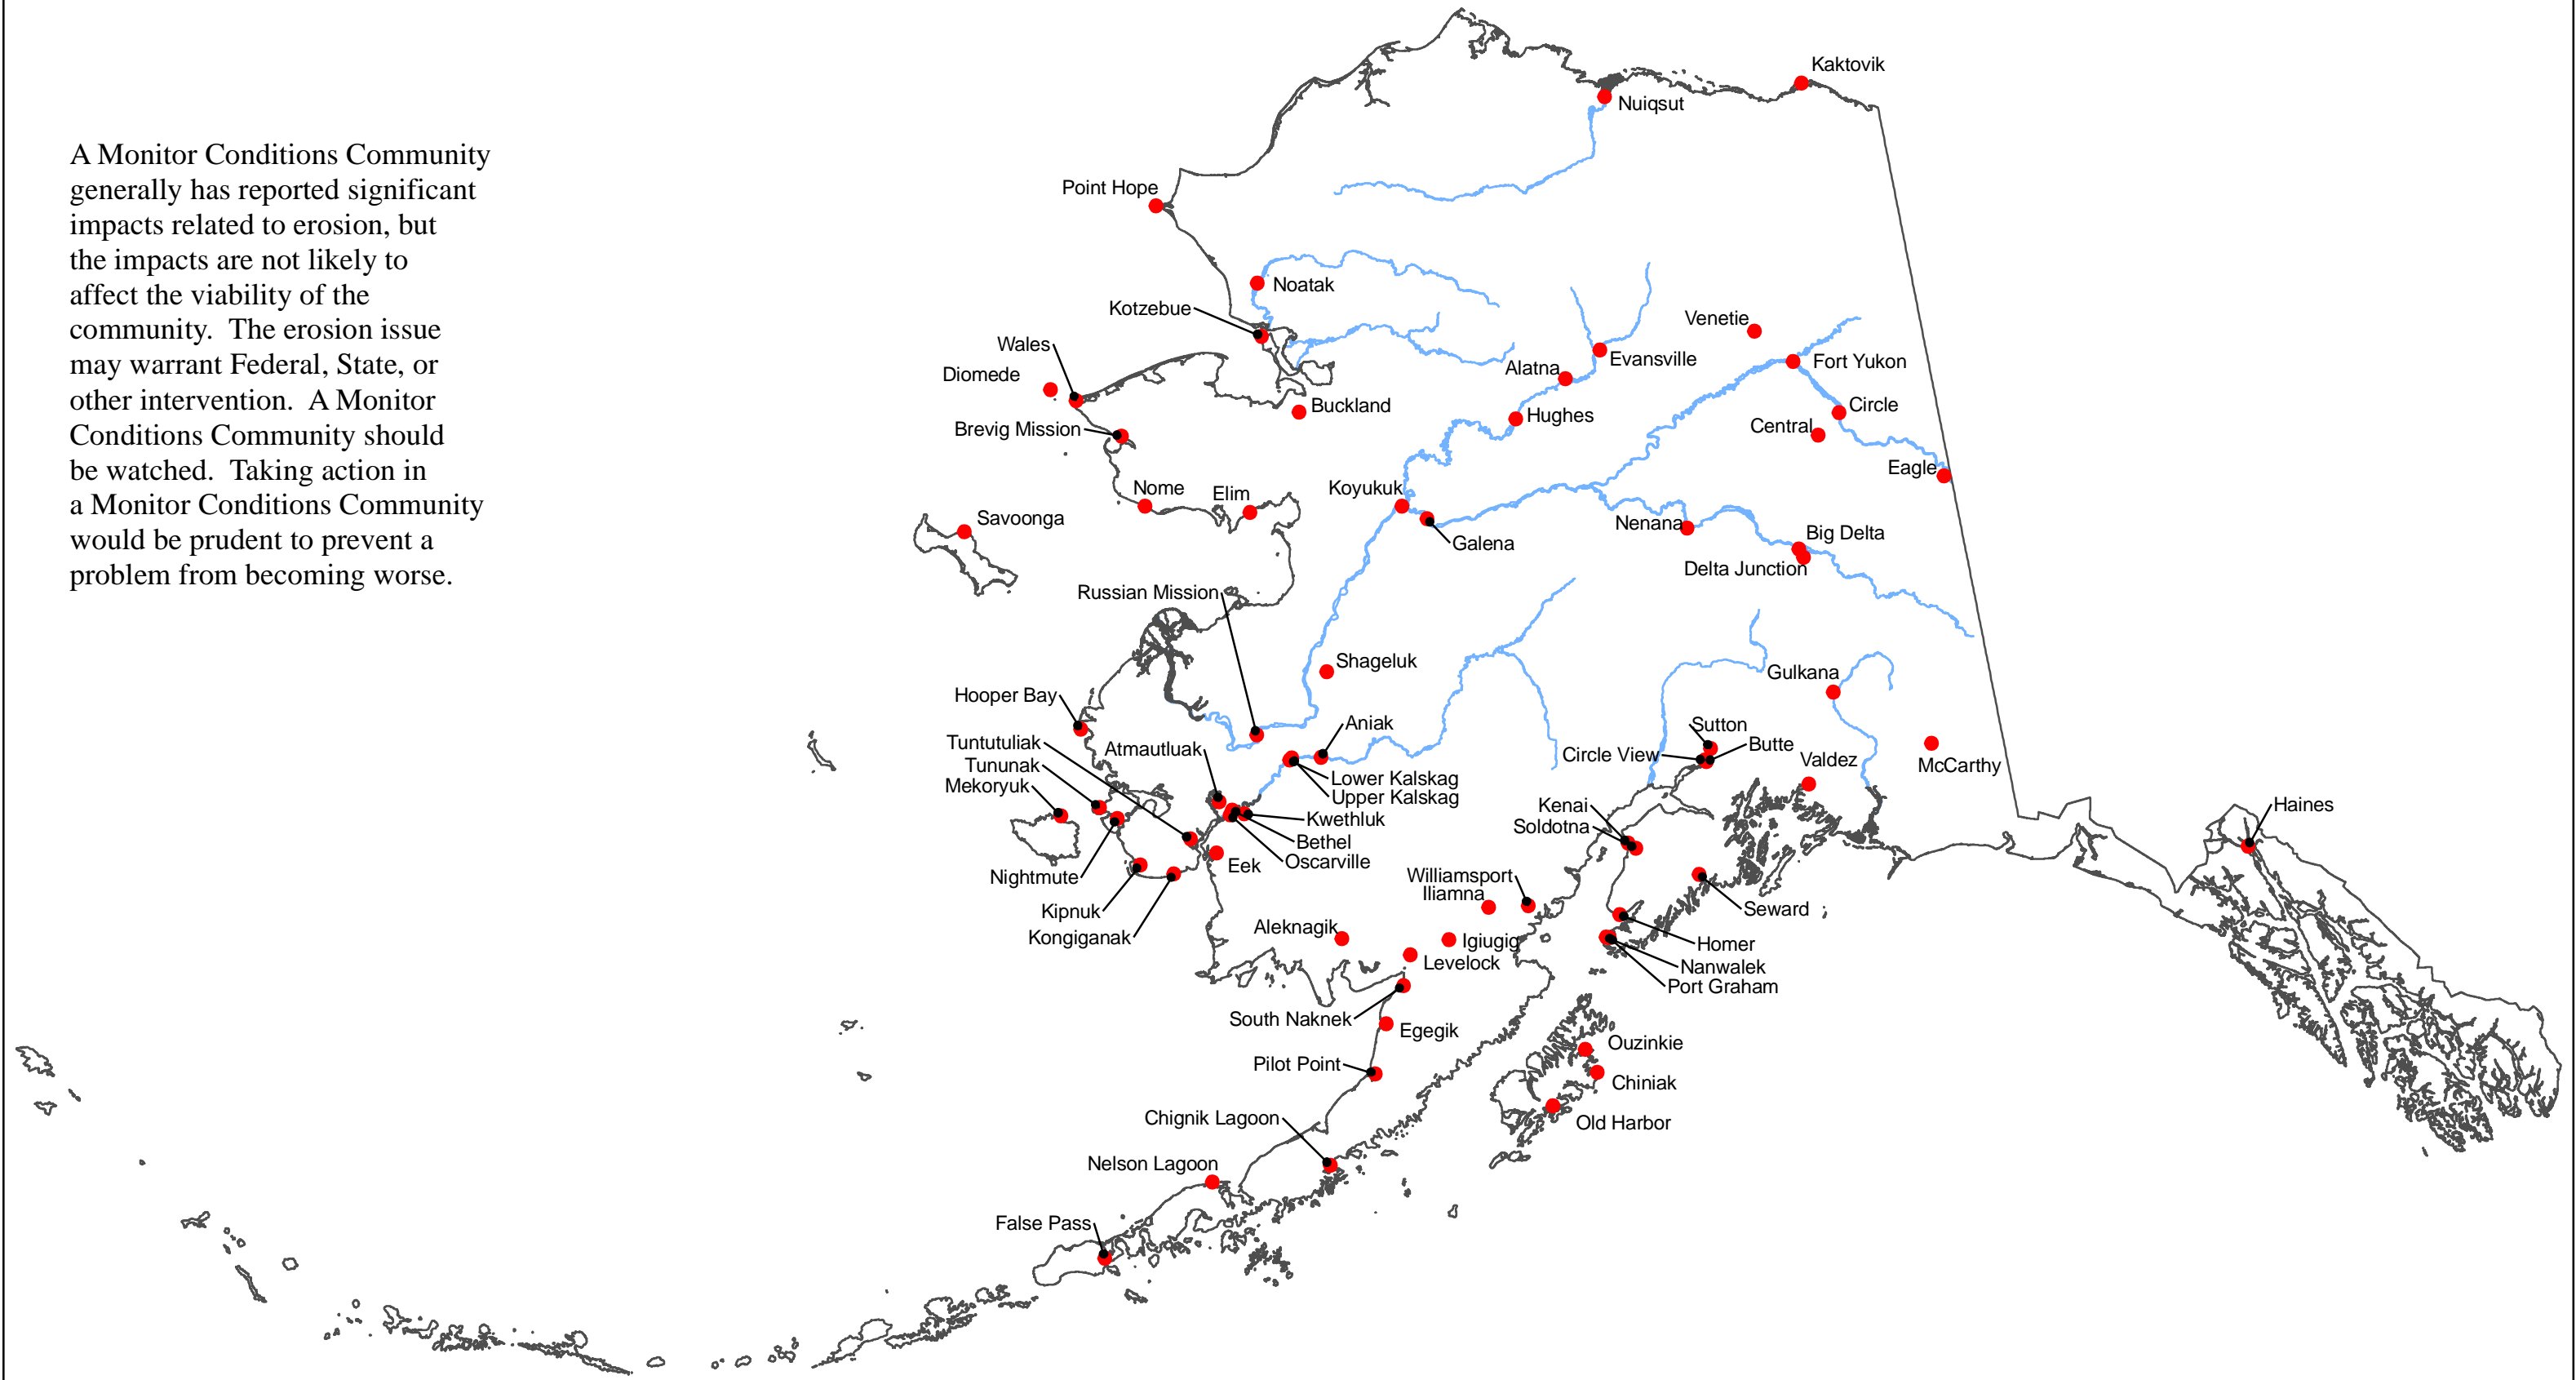 A Monitor Conditions Community
generally has reported significant
impacts related to erosion, but
the impacts are not likely to
affect the viability of the
community.  The erosion issue
may warrant Federal, State, or
other intervention.  A Monitor
Conditions Community should
be watched.  Taking action in
a Monitor Conditions Community
would be prudent to prevent a
problem from becoming worse.
Kaktovik
Nuiqsut
Point Hope
Noatak
Kotzebue
Venetie
Wales
Evansville
Fort Yukon
Alatna
Diomede
Buckland
Circle
Hughes
Central
Brevig Mission
Eagle
Koyukuk
Nome
Elim
Savoonga
Nenana
Big Delta
Galena
Delta Junction
Russian Mission
Shageluk
Gulkana
Hooper Bay
Aniak
Sutton
Tuntutuliak
Atmautluak
Butte
Circle View
Valdez
Tununak
McCarthy
Lower Kalskag
Mekoryuk
Upper Kalskag
Kenai
Haines
Kwethluk
Soldotna
Bethel
Oscarville
Eek
Nightmute
Williamsport
Iliamna
Kipnuk
Seward
Aleknagik
Kongiganak
Igiugig
Homer
Levelock
Nanwalek
Port Graham
South Naknek
Egegik
Ouzinkie
Pilot Point
Chiniak
Chignik Lagoon
Old Harbor
Nelson Lagoon
False Pass